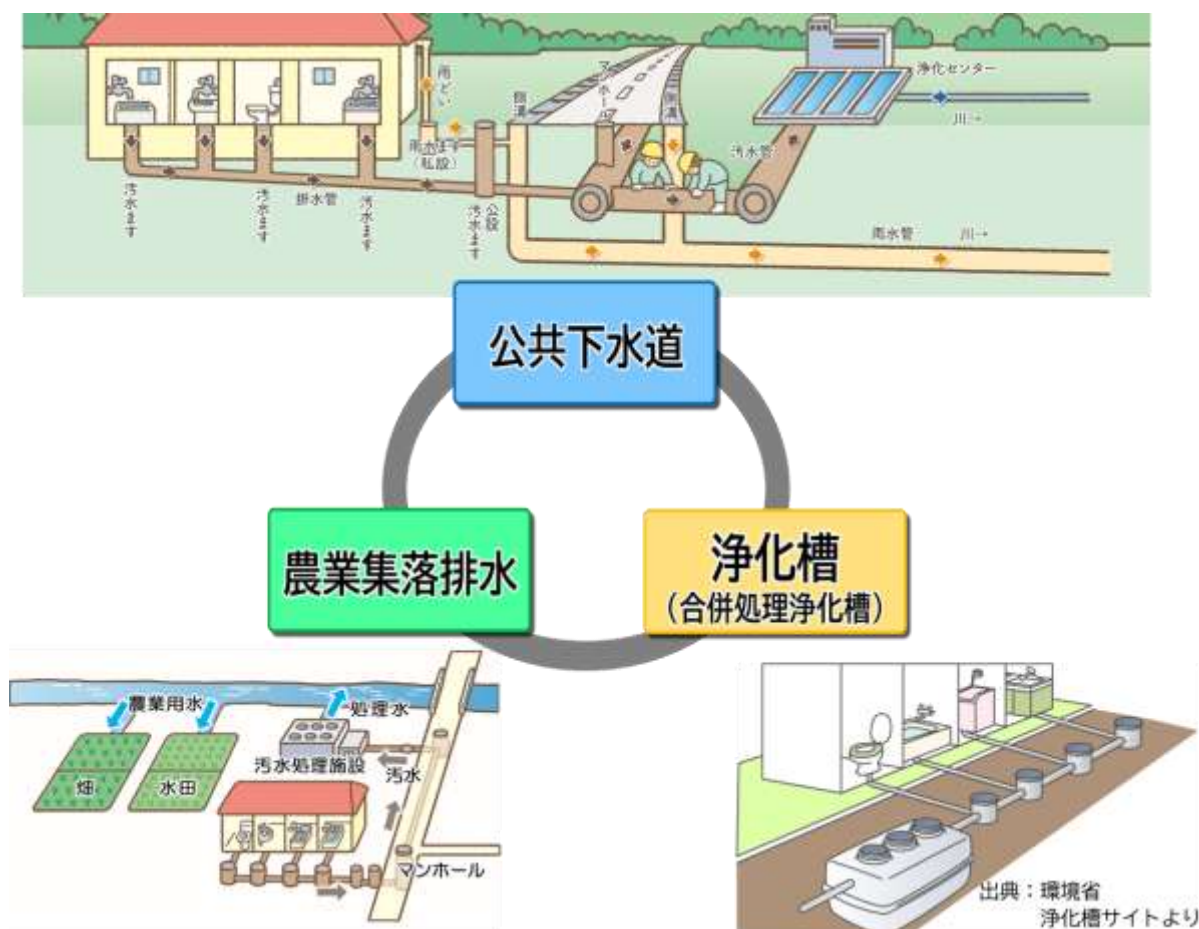 雨どい
側溝
マンホール
側溝
浄化センター
川→
雨水ます
（私設）
汚水管
汚水ます
汚水ます
排水管
汚水ます
公設
汚水ます
雨水管
川→
公共下水道
農業集落排水
浄化槽
（合併処理浄化槽）
農業用水
処理水
汚水処理施設
汚水
畑
水田
マンホール
出典：環境省
浄化槽サイトより